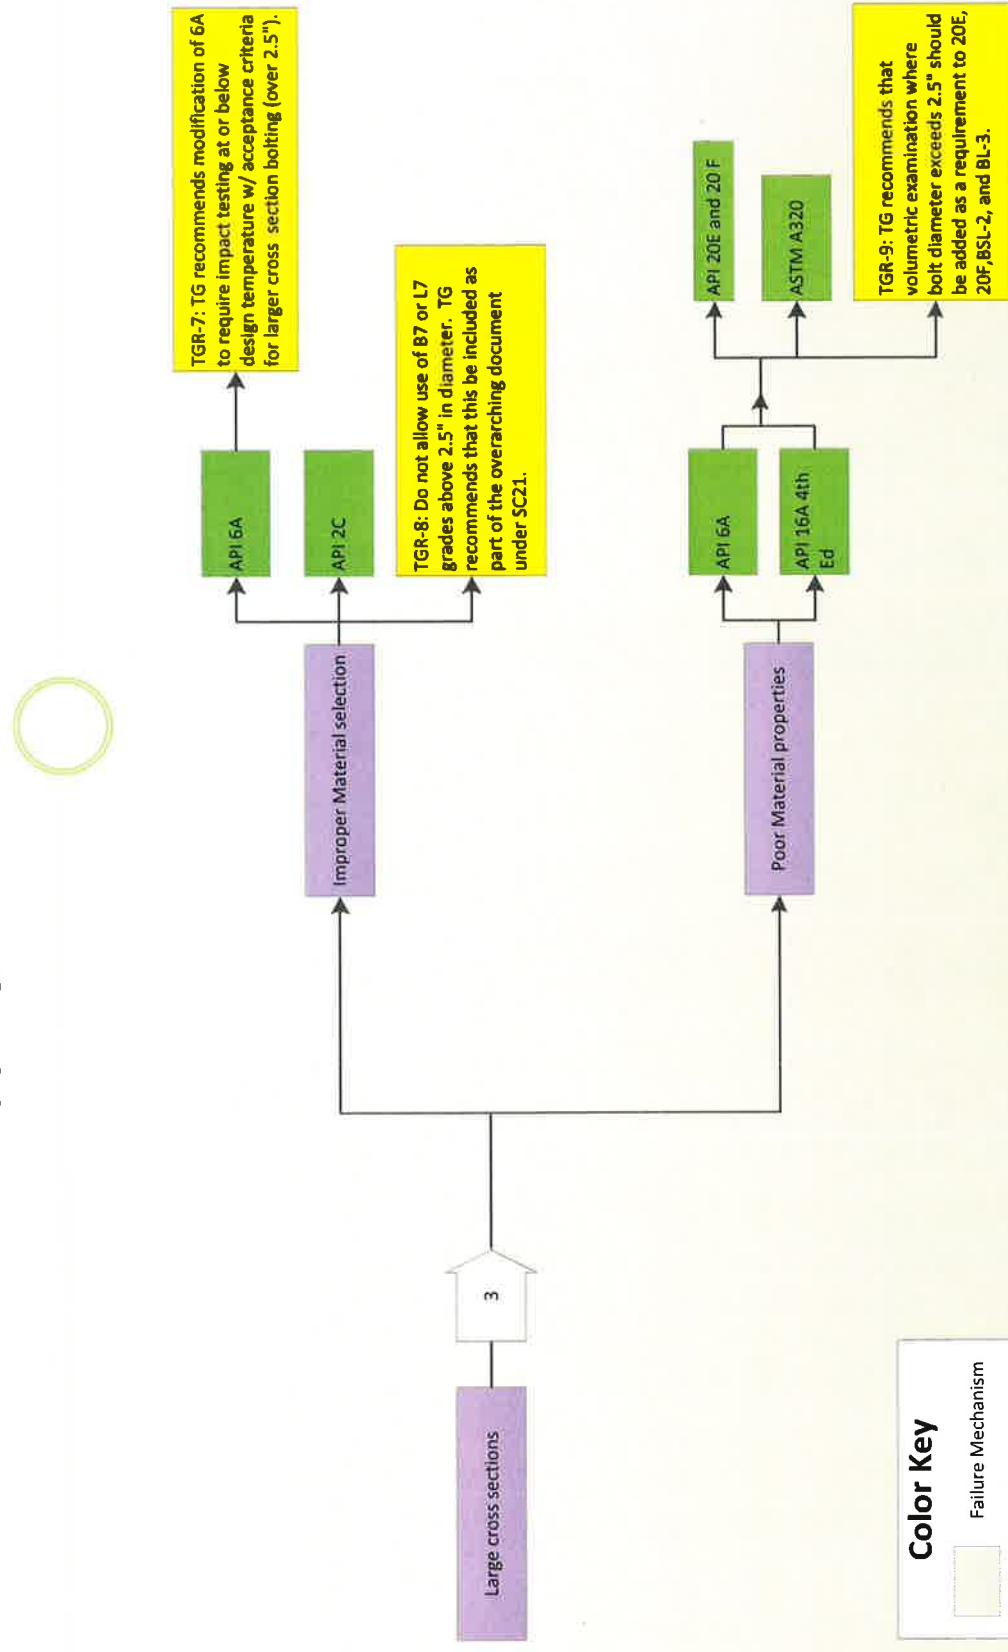 Large cross sections
3
Improper Material selection
API 6A
TGR-7: TG recommends modification of 6A
to require impact testing at or below
design temperature w/ acceptance criteria
for larger cross section bolting (over 2.5").
API 2C
TGR-8: Do not allow use of B7 or L7
grades above 2.5" in diameter. TG
recommends that this be included as
part of the overarching document
under SC21.
Poor Material properties
API 6A
API 16A 4th
Ed
API 20E and 20 F
ASTM A320
TGR-9: TG recommends that
volumetric examination where
bolt diameter exceeds 2.5" should
be added as a requirement to 20E,
20F,BSL-2, and BL-3.
Color Key
Failure Mechanism